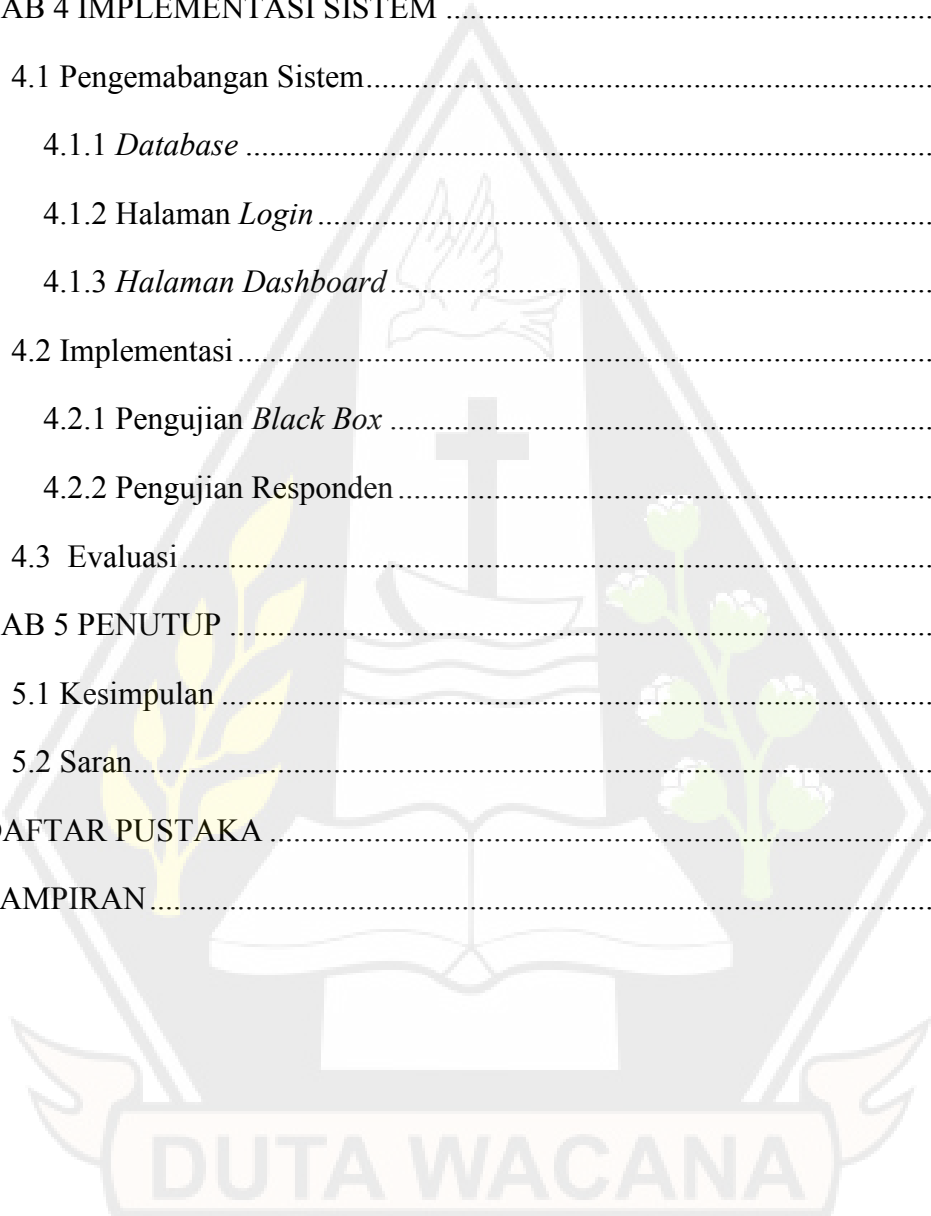 AB 4 IMPLEMENTASI SISTEM ........................................................
4.1 Pengemabangan Sistem........................................................
4.1.1 Database ........................................................
4.1.2 Halaman Login........................................................
4.1.3 Halaman Dashboard........................................................
4.2 Implementasi........................................................
4.2.1 Pengujian Black Box ........................................................
4.2.2 Pengujian Responden........................................................
4.3 Evaluasi........................................................
AB 5 PENUTUP ........................................................
5.1 Kesimpulan ........................................................
5.2 Saran........................................................
DAFTAR PUSTAKA ........................................................
AMPIRAN........................................................
DUTA WACANA